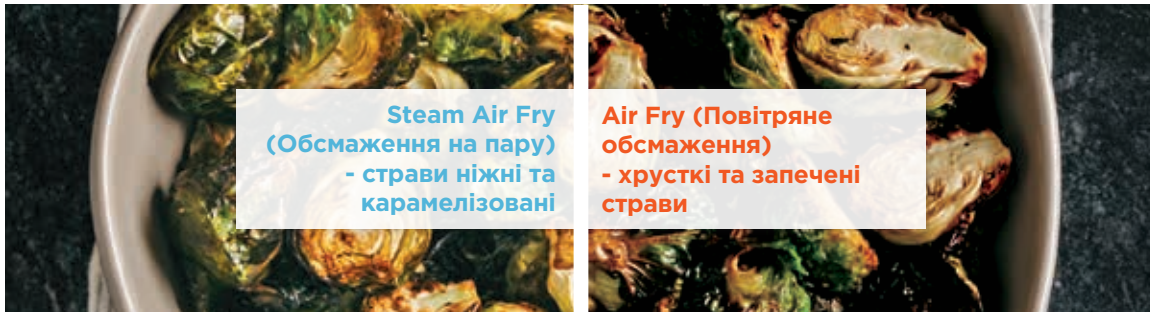 Steam Air Fry
(Обсмаження на пару)
- страви ніжні та
карамелізовані
Air Fry (Повітряне
обсмаження)
- хрусткі та запечені
страви